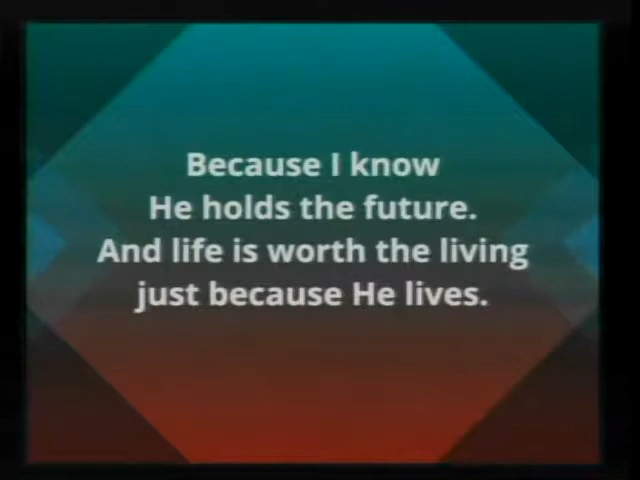 Because I know
He holds the future.
And life is worth the living
just because He lives.